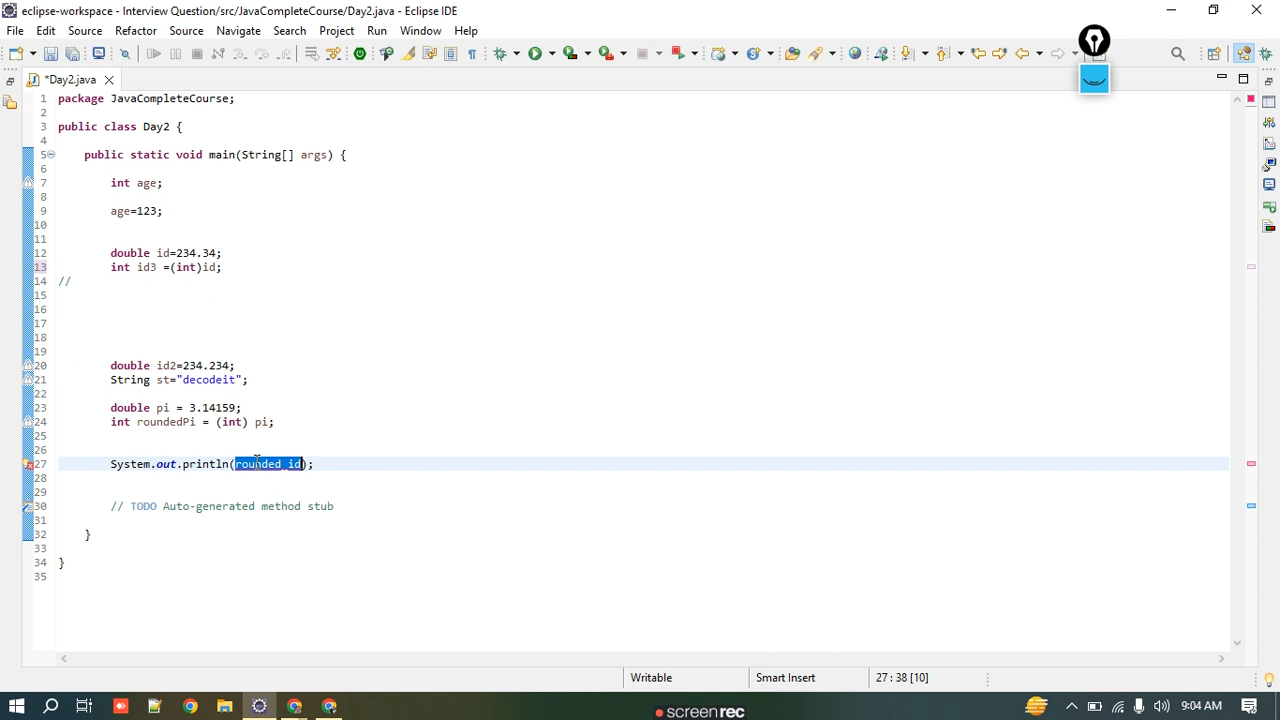 eclipse-workspace - Interview Question/src/JavaCompleteCourse/Day2.java - Eclipse IDE
File Edit Source Refactor Source Navigate Search Project Run Window Help
*Day2.java
1 package JavaCompleteCourse;
2
3 public class Day2 {
4
5 public static void main(String[] args) {
6
7 int age;
8
9 age=123;
10
11
12 double id=234.34;
13 int id3 =(int)id;
14 //
15
16
17
18
19
20 double id2=234.234;
21 String st="decodeit";
22
23 double pi = 3.14159;
24 int roundedPi = (int) pi;
25
26
27 System.out.println(rounded_id);
28
29
30 // TODO Auto-generated method stub
31
32 }
33
34 }
35
Writable Smart Insert 27 : 38 [10]
9:04 AM
screenrec